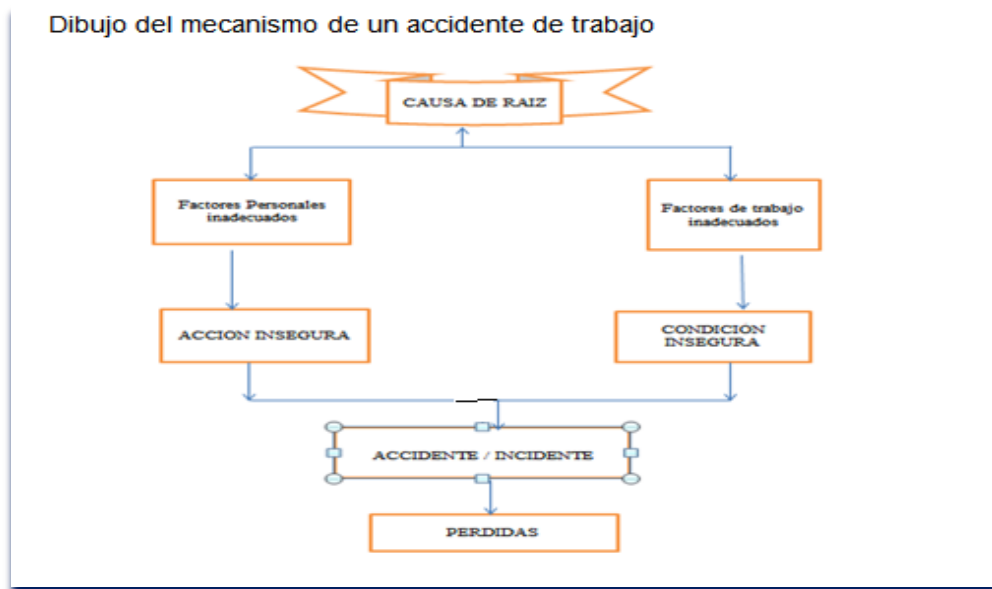 Dibujo del mecanismo de un accidente de trabajo
CAUSA DE RAIZ
Factores Personales
inadecuados
Factores de trabajo
inadecuados
ACCION INSEGURA
CONDICION
INSEGURA
ACCIDENTE / INCIDENTE
PERDIDAS